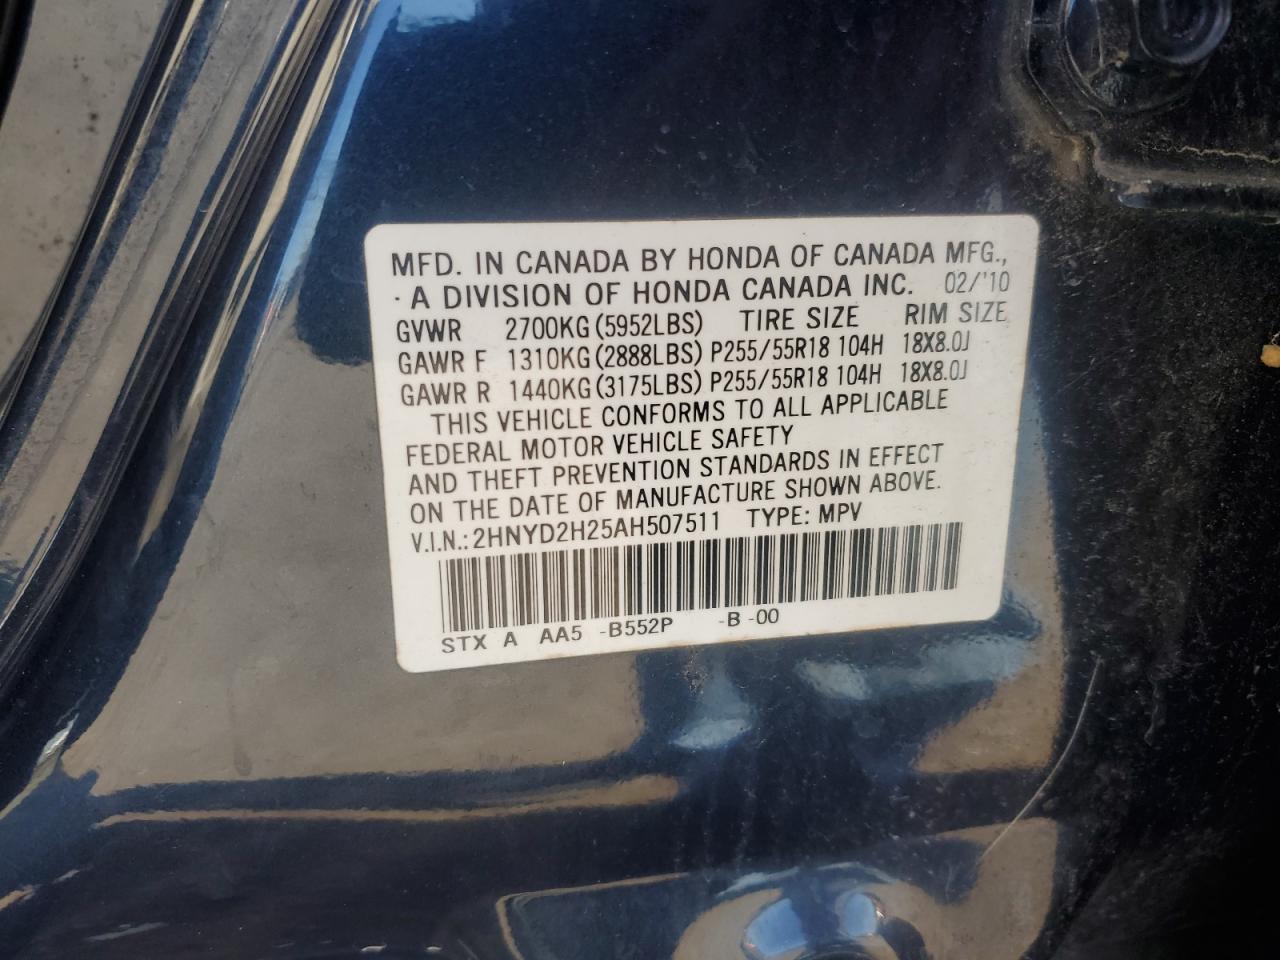 MFD. IN CANADA BY HONDA OF CANADA MFG.,
· A DIVISION OF HONDA CANADA INC. 02/'10
GVWR 2700KG (5952LBS) TIRE SIZE RIM SIZE
GAWR F 1310KG (2888LBS) P255/55R18 104H 18X8.0J
GAWR R 1440KG (3175LBS) P255/55R18 104H 18X8.0J
THIS VEHICLE CONFORMS TO ALL APPLICABLE
FEDERAL MOTOR VEHICLE SAFETY
AND THEFT PREVENTION STANDARDS IN EFFECT
ON THE DATE OF MANUFACTURE SHOWN ABOVE.
V.I.N.: 2HNYD2H25AH507511 TYPE: MPV
STX A AA5 -B552P -B -00